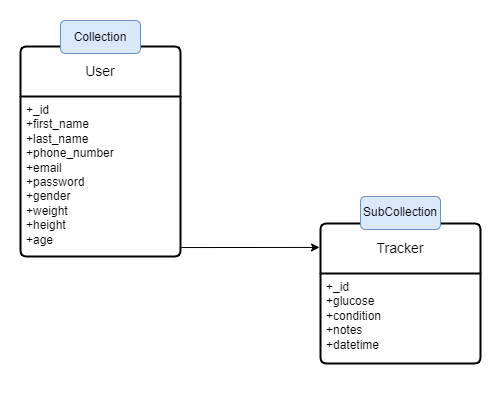 Collection
User
+_id
+first_name
+last_name
+phone_number
+email
+password
+gender
+weight
+height
+age
SubCollection
Tracker
+_id
+glucose
+condition
+notes
+datetime